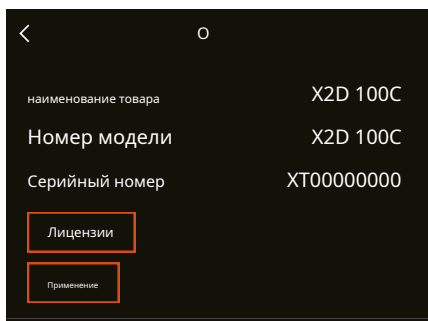 О
наименование товара X2D 100C
Номер модели X2D 100C
Серийный номер XT00000000
Лицензии
Применение